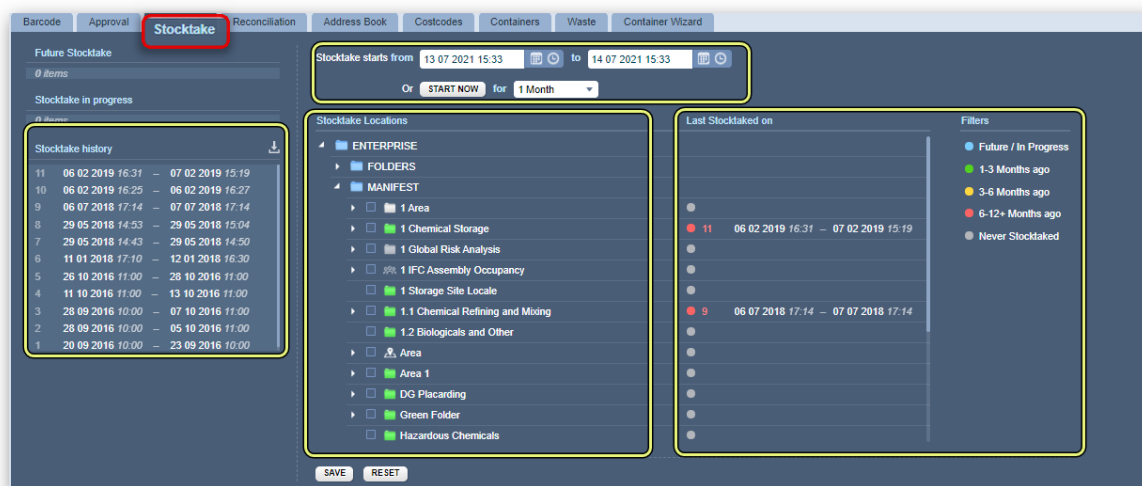 Barcode Approval Stocktake Reconciliation Address Book Costcodes Containers Waste Container Wizard
Future Stocktake
0 items
Stocktake in progress
0 items
Stocktake history
11 06 02 2019 16:31 – 07 02 2019 15:19
10 06 02 2019 16:25 – 06 02 2019 16:27
9 06 07 2018 17:14 – 07 07 2018 17:14
8 29 05 2018 14:53 – 29 05 2018 15:04
7 29 05 2018 14:43 – 29 05 2018 14:50
6 11 01 2018 17:10 – 12 01 2018 16:30
5 26 10 2016 11:00 – 28 10 2016 11:00
4 11 10 2016 11:00 – 13 10 2016 11:00
3 28 09 2016 10:00 – 07 10 2016 11:00
2 28 09 2016 10:00 – 05 10 2016 11:00
1 20 09 2016 10:00 – 23 09 2016 10:00
Stocktake starts from 13 07 2021 15:33 to 14 07 2021 15:33
Or START NOW for 1 Month
Stocktake Locations
ENTERPRISE
FOLDERS
MANIFEST
1 Area
1 Chemical Storage
1 Global Risk Analysis
1 IFC Assembly Occupancy
1 Storage Site Locale
1.1 Chemical Refining and Mixing
1.2 Biologicals and Other
Area
Area 1
DG Placarding
Green Folder
Hazardous Chemicals
Last Stocktaked on
11 06 02 2019 16:31 – 07 02 2019 15:19
9 06 07 2018 17:14 – 07 07 2018 17:14
Filters
Future / In Progress
1-3 Months ago
3-6 Months ago
6-12+ Months ago
Never Stocktaked
SAVE RESET